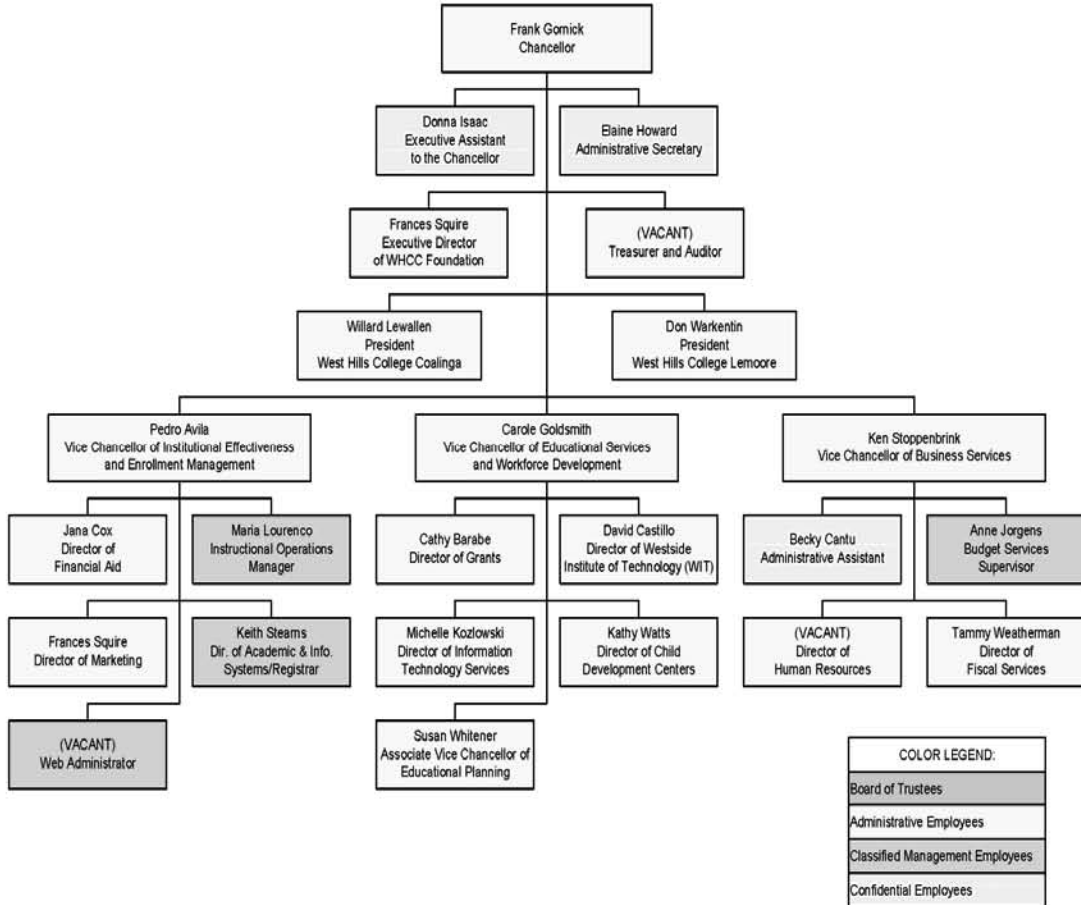 Frank Gornick
Chancellor
Donna Isaac
Executive Assistant
to the Chancellor
Elaine Howard
Administrative Secretary
Frances Squire
Executive Director
of WHCC Foundation
(VACANT)
Treasurer and Auditor
Willard Lewallen
President
West Hills College Coalinga
Don Warkentin
President
West Hills College Lemoore
Pedro Avila
Vice Chancellor of Institutional Effectiveness
and Enrollment Management
Carole Goldsmith
Vice Chancellor of Educational Services
and Workforce Development
Ken Stoppenbrink
Vice Chancellor of Business Services
Jana Cox
Director of
Financial Aid
Maria Lourenco
Instructional Operations
Manager
Cathy Barabe
Director of Grants
David Castillo
Director of Westside
Institute of Technology (WIT)
Becky Cantu
Administrative Assistant
Anne Jorgens
Budget Services
Supervisor
Frances Squire
Director of Marketing
Keith Stearns
Dir. of Academic & Info.
Systems/Registrar
Michelle Kozlowski
Director of Information
Technology Services
Kathy Watts
Director of Child
Development Centers
(VACANT)
Director of
Human Resources
Tammy Weatherman
Director of
Fiscal Services
(VACANT)
Web Administrator
Susan Whitener
Associate Vice Chancellor of
Educational Planning
COLOR LEGEND:
Board of Trustees
Administrative Employees
Classified Management Employees
Confidential Employees